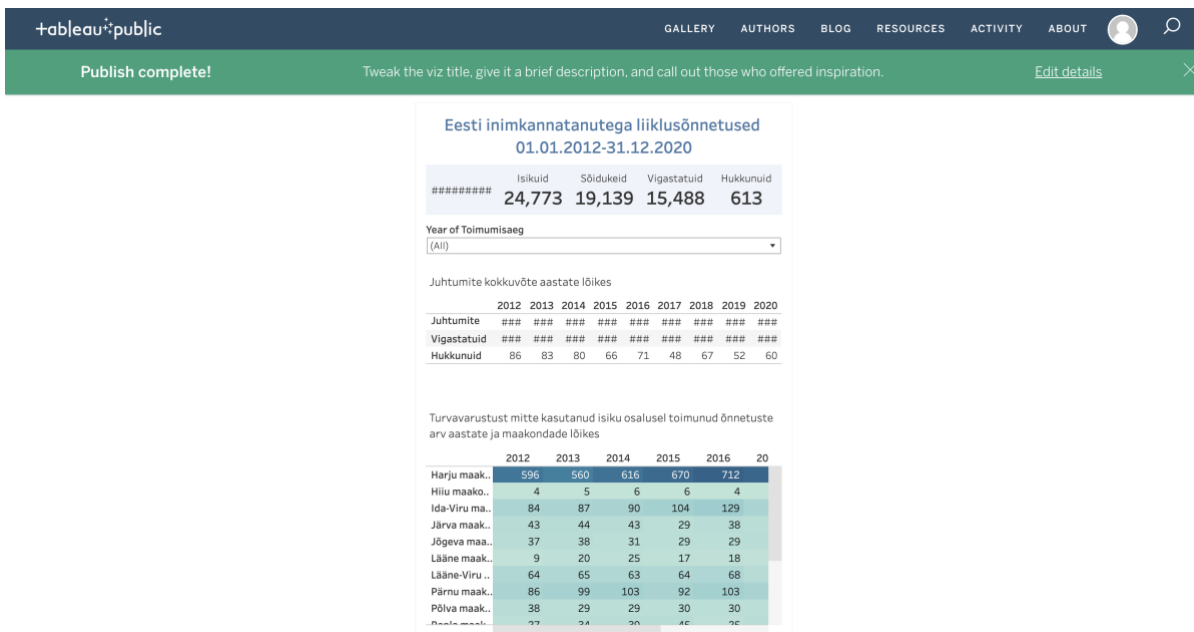 +ableau public
GALLERY AUTHORS BLOG RESOURCES ACTIVITY ABOUT
Publish complete! Tweak the viz title, give it a brief description, and call out those who offered inspiration. Edit details
Eesti inimkannatanutega liiklusõnnetused
01.01.2012-31.12.2020
Isikuid Sõidukeid Vigastatuid Hukkunuid
######### 24,773 19,139 15,488 613
Year of Toimumisaeg
(All)
Juhtumite kokkuvõte aastate lõikes
2012 2013 2014 2015 2016 2017 2018 2019 2020
Juhtumite ### ### ### ### ### ### ### ### ###
Vigastatuid ### ### ### ### ### ### ### ### ###
Hukkunuid 86 83 80 66 71 48 67 52 60
Turvavarustust mitte kasutanud isiku osalusel toimunud õnnetuste
arv aastate ja maakondade lõikes
2012 2013 2014 2015 2016 20
Harju maak.. 596 560 616 670 712
Hiiu maako.. 4 5 6 6 4
Ida-Viru ma.. 84 87 90 104 129
Järva maak.. 43 44 43 29 38
Jõgeva maa.. 37 38 31 29 29
Lääne maak.. 9 20 25 17 18
Lääne-Viru .. 64 65 63 64 68
Pärnu maak.. 86 99 103 92 103
Põlva maak.. 38 29 29 30 30